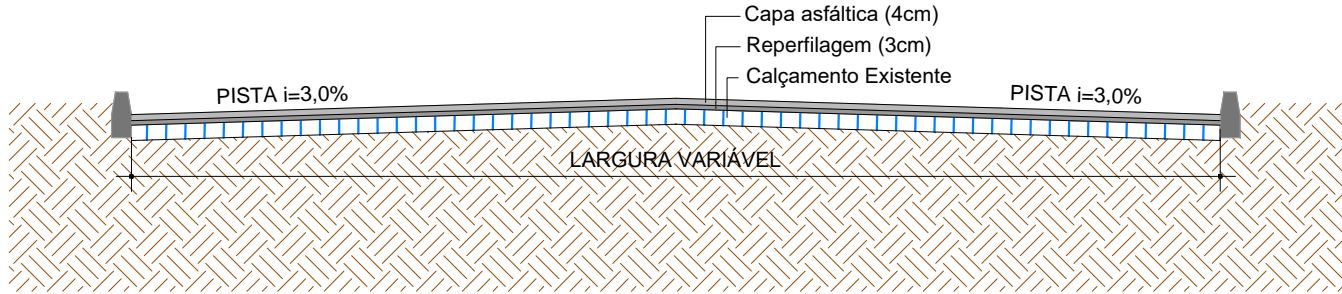 Capa asfáltica (4cm)
Reperfilagem (3cm)
Calçamento Existente
PISTA i=3,0%
PISTA i=3,0%
LARGURA VARIÁVEL